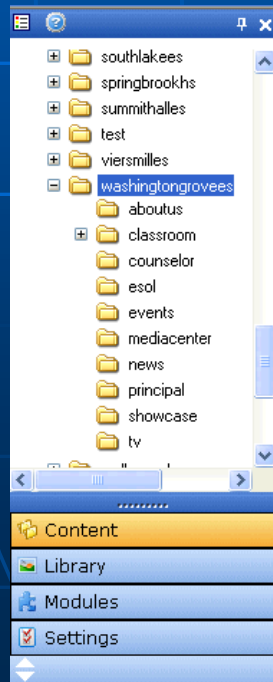 southlakees
springbrookhs
summithalles
test
viersmilles
washingtongrovees
aboutus
classroom
counselor
esol
events
mediacenter
news
principal
showcase
tv
Content
Library
Modules
Settings